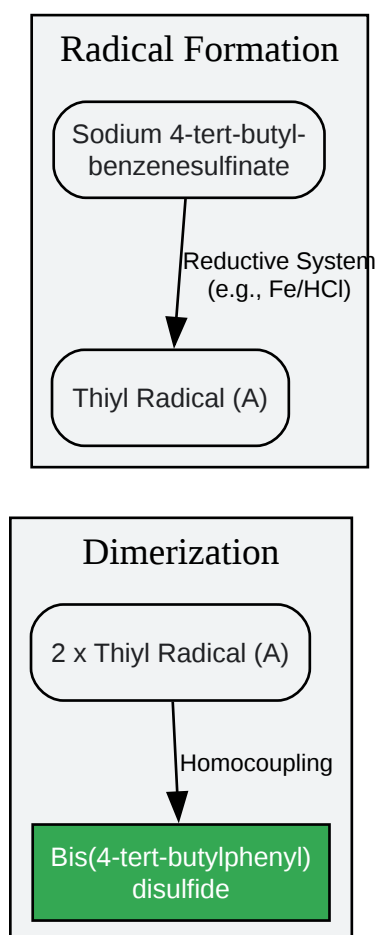 Radical Formation
Sodium 4-tert-butyl-
benzenesulfinate
Reductive System
(e.g., Fe/HCl)
Thiyl Radical (A)
Dimerization
2 x Thiyl Radical (A)
Homocoupling
Bis(4-tert-butylphenyl)
disulfide